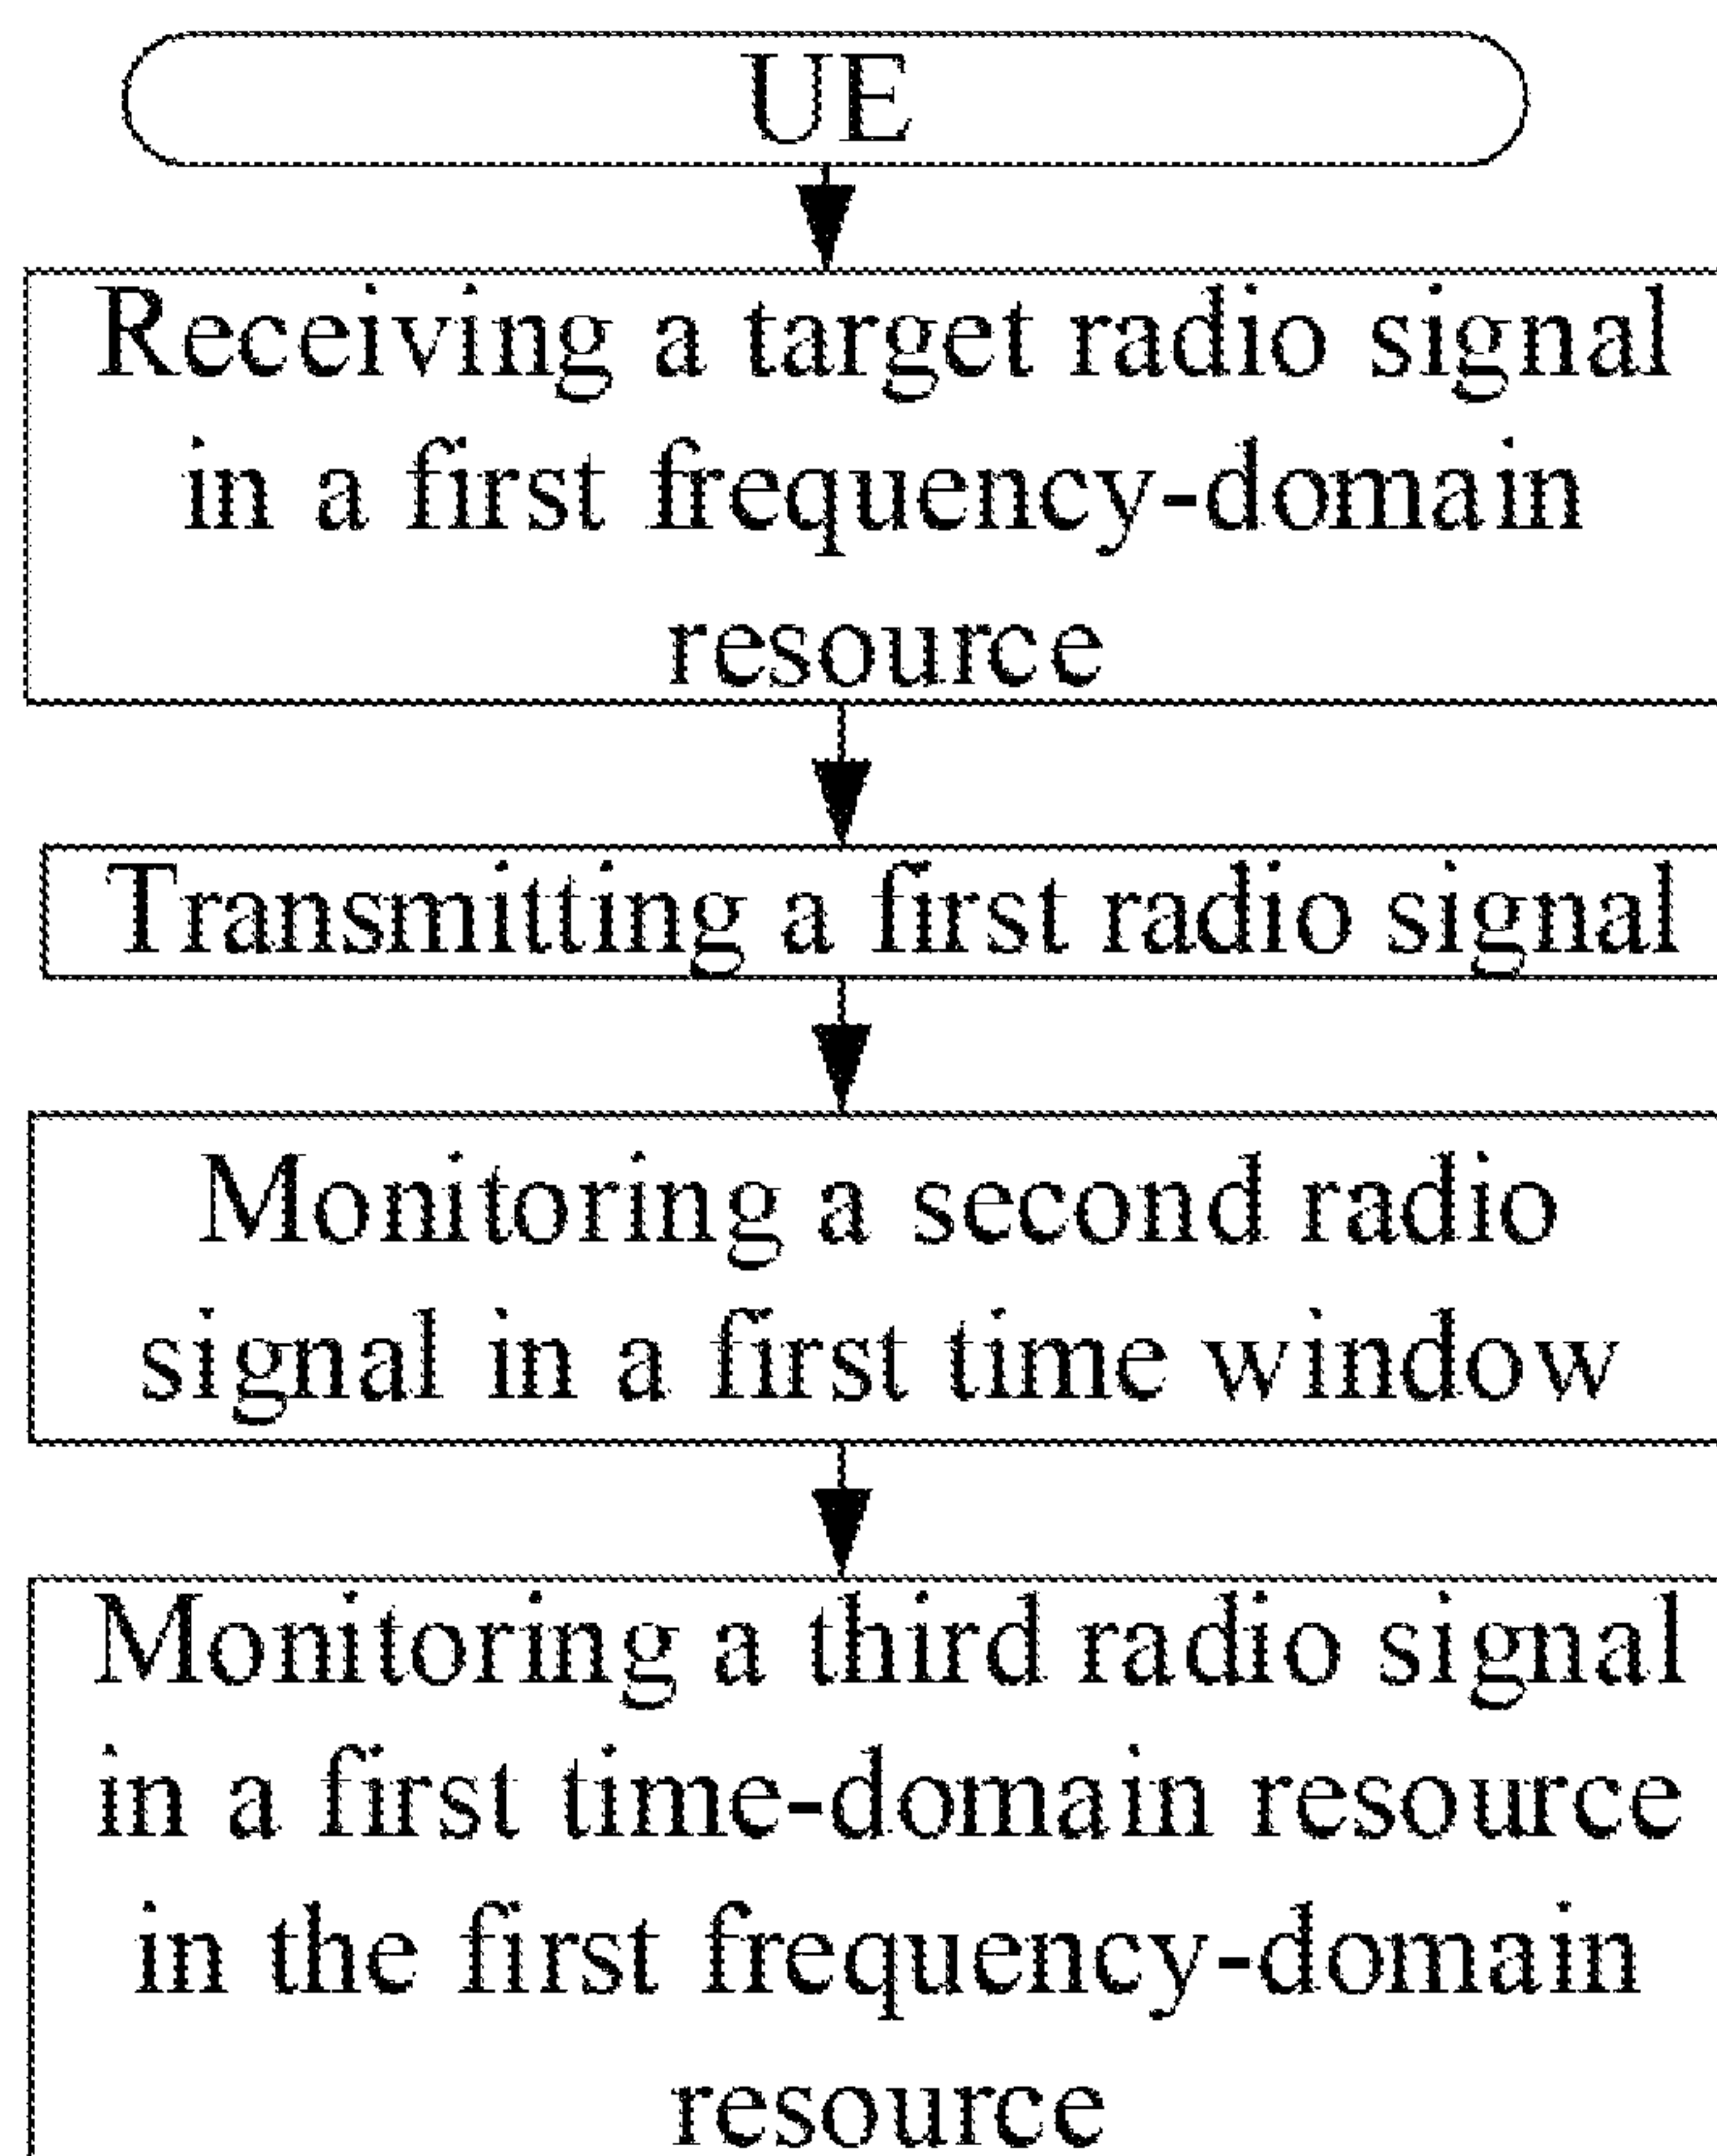 UE
Receiving a target radio signal
in a first frequency-domain
resource
Transmitting a first radio signal
Monitoring a second radio
signal in a first time window
Monitoring a third radio signal
in a first time-domain resource
in the first frequency-domain
resource